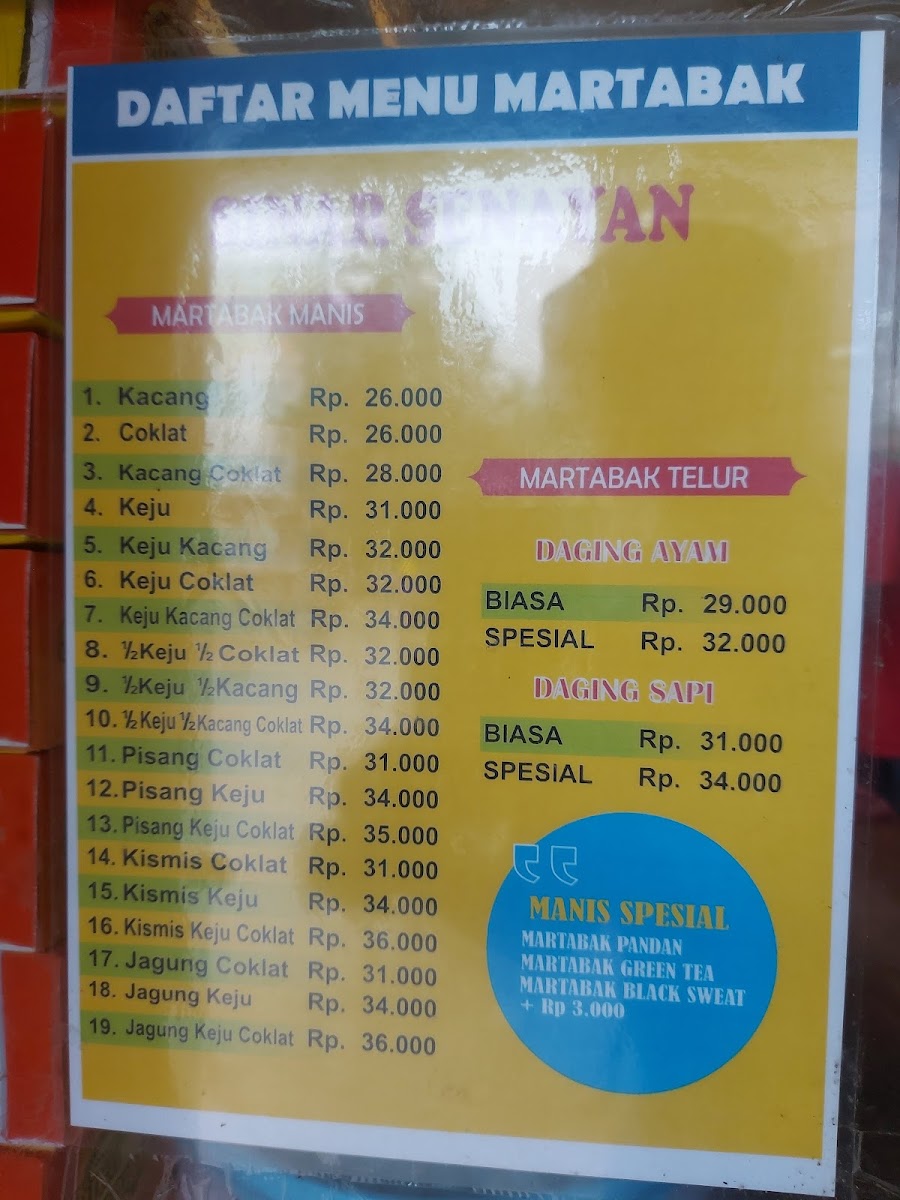 DAFTAR MENU MARTABAK
SINAR SENAYAN
MARTABAK MANIS
1. Kacang Rp. 26.000
2. Coklat Rp. 26.000
3. Kacang Coklat Rp. 28.000
4. Keju Rp. 31.000
5. Keju Kacang Rp. 32.000
6. Keju Coklat Rp. 32.000
7. Keju Kacang Coklat Rp. 34.000
8. ½Keju ½ Coklat Rp. 32.000
9. ½Keju ½Kacang Rp. 32.000
10. ½Keju ½Kacang Coklat Rp. 34.000
11. Pisang Coklat Rp. 31.000
12. Pisang Keju Rp. 34.000
13. Pisang Keju Coklat Rp. 35.000
14. Kismis Coklat Rp. 31.000
15. Kismis Keju Rp. 34.000
16. Kismis Keju Coklat Rp. 36.000
17. Jagung Coklat Rp. 31.000
18. Jagung Keju Rp. 34.000
19. Jagung Keju Coklat Rp. 36.000
MARTABAK TELUR
DAGING AYAM
BIASA Rp. 29.000
SPESIAL Rp. 32.000
DAGING SAPI
BIASA Rp. 31.000
SPESIAL Rp. 34.000
MANIS SPESIAL
MARTABAK PANDAN
MARTABAK GREEN TEA
MARTABAK BLACK SWEAT
+ Rp 3.000